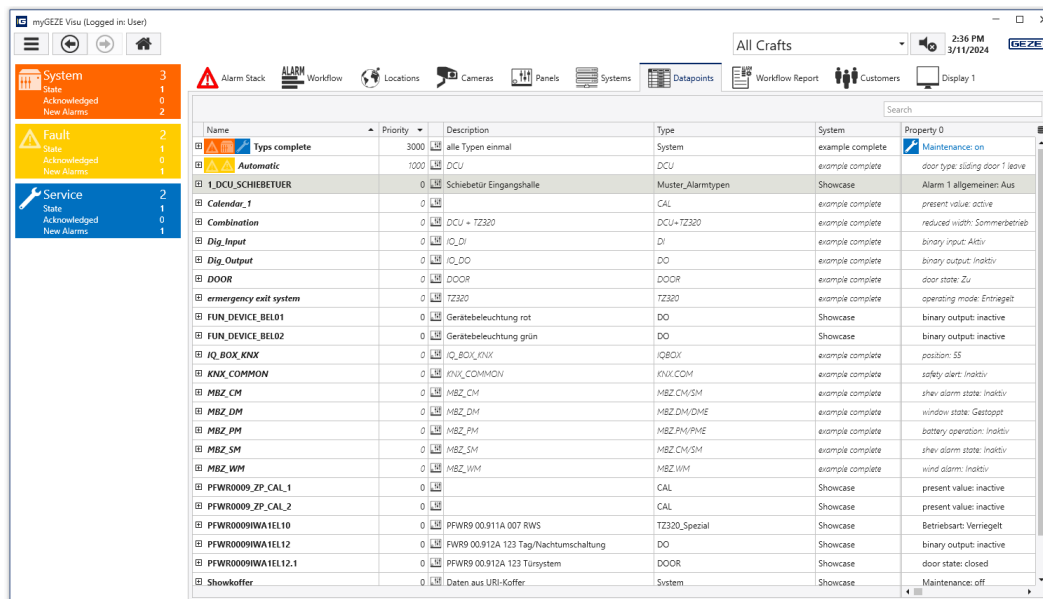 myGEZE Visu (Logged in: User)
All Crafts
2:36 PM
3/11/2024
GEZE
System 3
State 1
Acknowledged 0
New Alarms 2
Fault 2
State 1
Acknowledged 0
New Alarms 1
Service 2
State 1
Acknowledged 0
New Alarms 1
Alarm Stack ALARM Workflow Locations Cameras Panels Systems Datapoints Workflow Report Customers Display 1
Search
Name Priority Description Type System Property 0
Typs complete 3000 alle Typen einmal System example complete Maintenance: on
Automatic 1000 DCU DCU example complete door type: sliding door 1 leave
1_DCU_SCHIEBETUER 0 Schiebetür Eingangshalle Muster_Alarmtypen Showcase Alarm 1 allgemeiner: Aus
Calendar_1 0 CAL example complete present value: active
Combination 0 DCU + TZ320 DCU+TZ320 example complete reduced width: Sommerbetrieb
Dig_Input 0 IO_DI DI example complete binary input: Aktiv
Dig_Output 0 IO_DO DO example complete binary output: Inaktiv
DOOR 0 DOOR DOOR example complete door state: Zu
ermergency exit system 0 TZ320 TZ320 example complete operating mode: Entriegelt
FUN_DEVICE_BEL01 0 Gerätebeleuchtung rot DO Showcase binary output: inactive
FUN_DEVICE_BEL02 0 Gerätebeleuchtung grün DO Showcase binary output: inactive
IQ_BOX_KNX 0 IQ_BOX_KNX IQBOX example complete position: 55
KNX_COMMON 0 KNX_COMMON KNX.COM example complete safety alert: Inaktiv
MBZ_CM 0 MBZ_CM MBZ.CM/SM example complete shev alarm state: Inaktiv
MBZ_DM 0 MBZ_DM MBZ.DM/DME example complete window state: Gestoppt
MBZ_PM 0 MBZ_PM MBZ.PM/PME example complete battery operation: Inaktiv
MBZ_SM 0 MBZ_SM MBZ.CM/SM example complete shev alarm state: Inaktiv
MBZ_WM 0 MBZ_WM MBZ.WM example complete wind alarm: Inaktiv
PFWR0009_ZP_CAL_1 0 CAL Showcase present value: inactive
PFWR0009_ZP_CAL_2 0 CAL Showcase present value: inactive
PFWR0009IWA1EL10 0 PFWR9 00.911A 007 RWS TZ320_Spezial Showcase Betriebsart: Verriegelt
PFWR0009IWA1EL12 0 FWR9 00.912A 123 Tag/Nachtumschaltung DO Showcase binary output: inactive
PFWR0009IWA1EL12.1 0 PFWR9 00.912A 123 Türsystem DOOR Showcase door state: closed
Showkoffer 0 Daten aus URI-Koffer System Showcase Maintenance: off